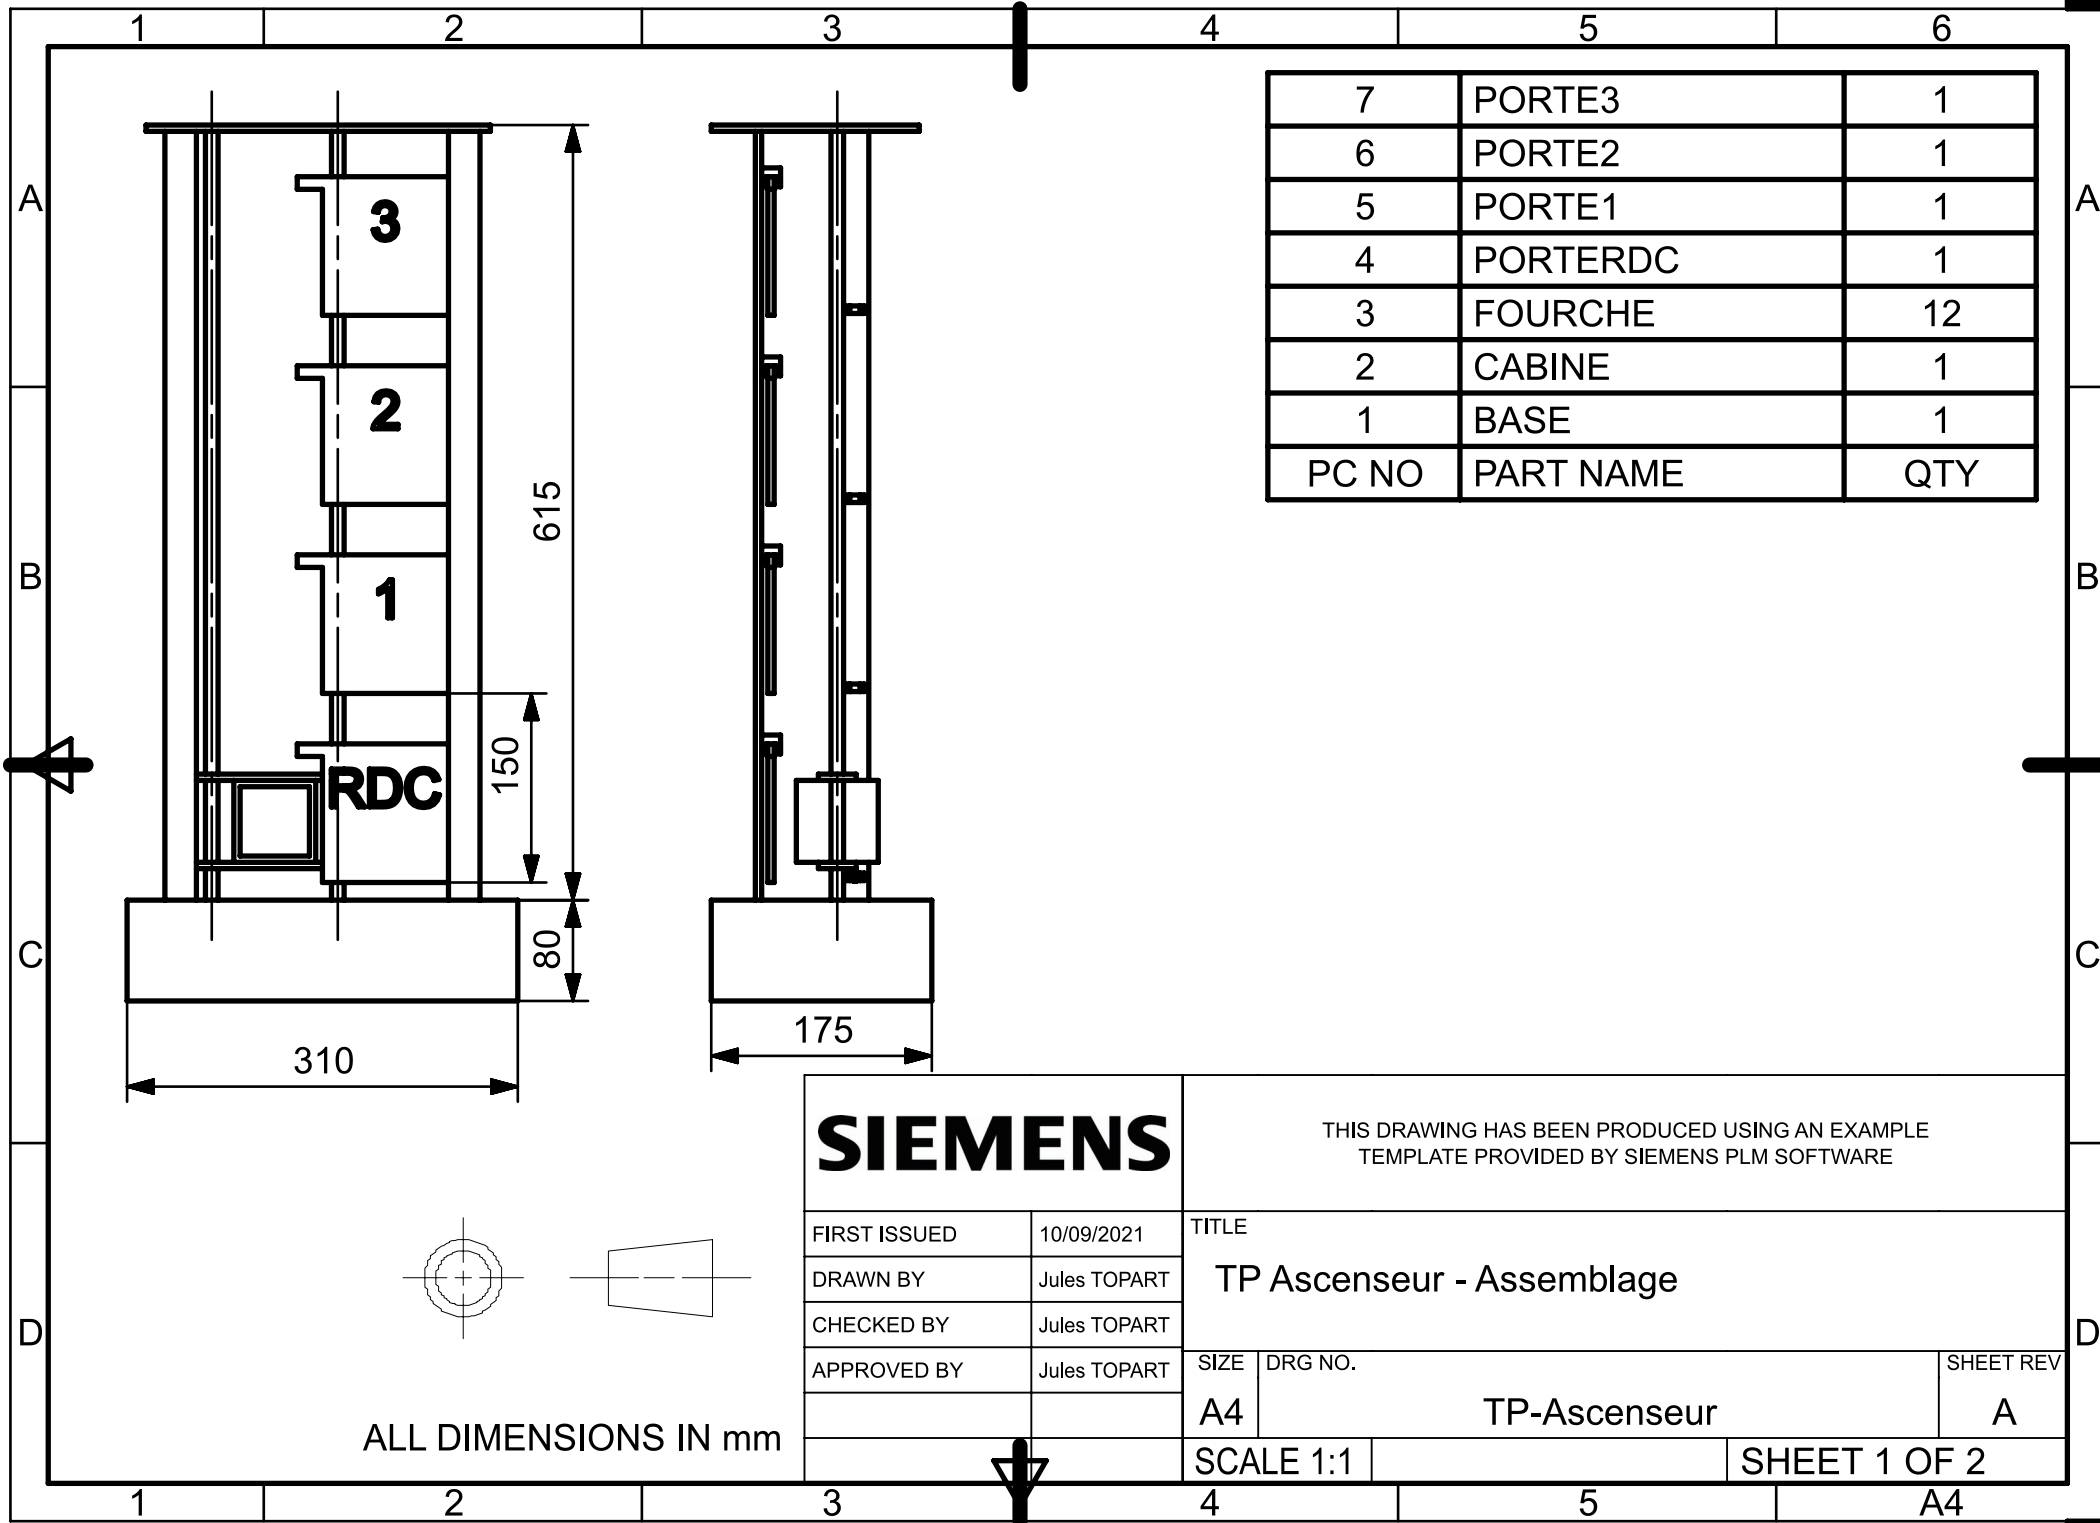 1 2 3 4 5 6
A A
B B
C C
D D
7 PORTE3 1
6 PORTE2 1
5 PORTE1 1
4 PORTERDC 1
3 FOURCHE 12
2 CABINE 1
1 BASE 1
PC NO PART NAME QTY
3
2
1
RDC
615
150
80
310
175
SIEMENS
THIS DRAWING HAS BEEN PRODUCED USING AN EXAMPLE
TEMPLATE PROVIDED BY SIEMENS PLM SOFTWARE
FIRST ISSUED 10/09/2021
DRAWN BY Jules TOPART
CHECKED BY Jules TOPART
APPROVED BY Jules TOPART
TITLE
TP Ascenseur - Assemblage
SIZE DRG NO. SHEET REV
A4 TP-Ascenseur A
SCALE 1:1 SHEET 1 OF 2
ALL DIMENSIONS IN mm
1 2 3 4 5 A4